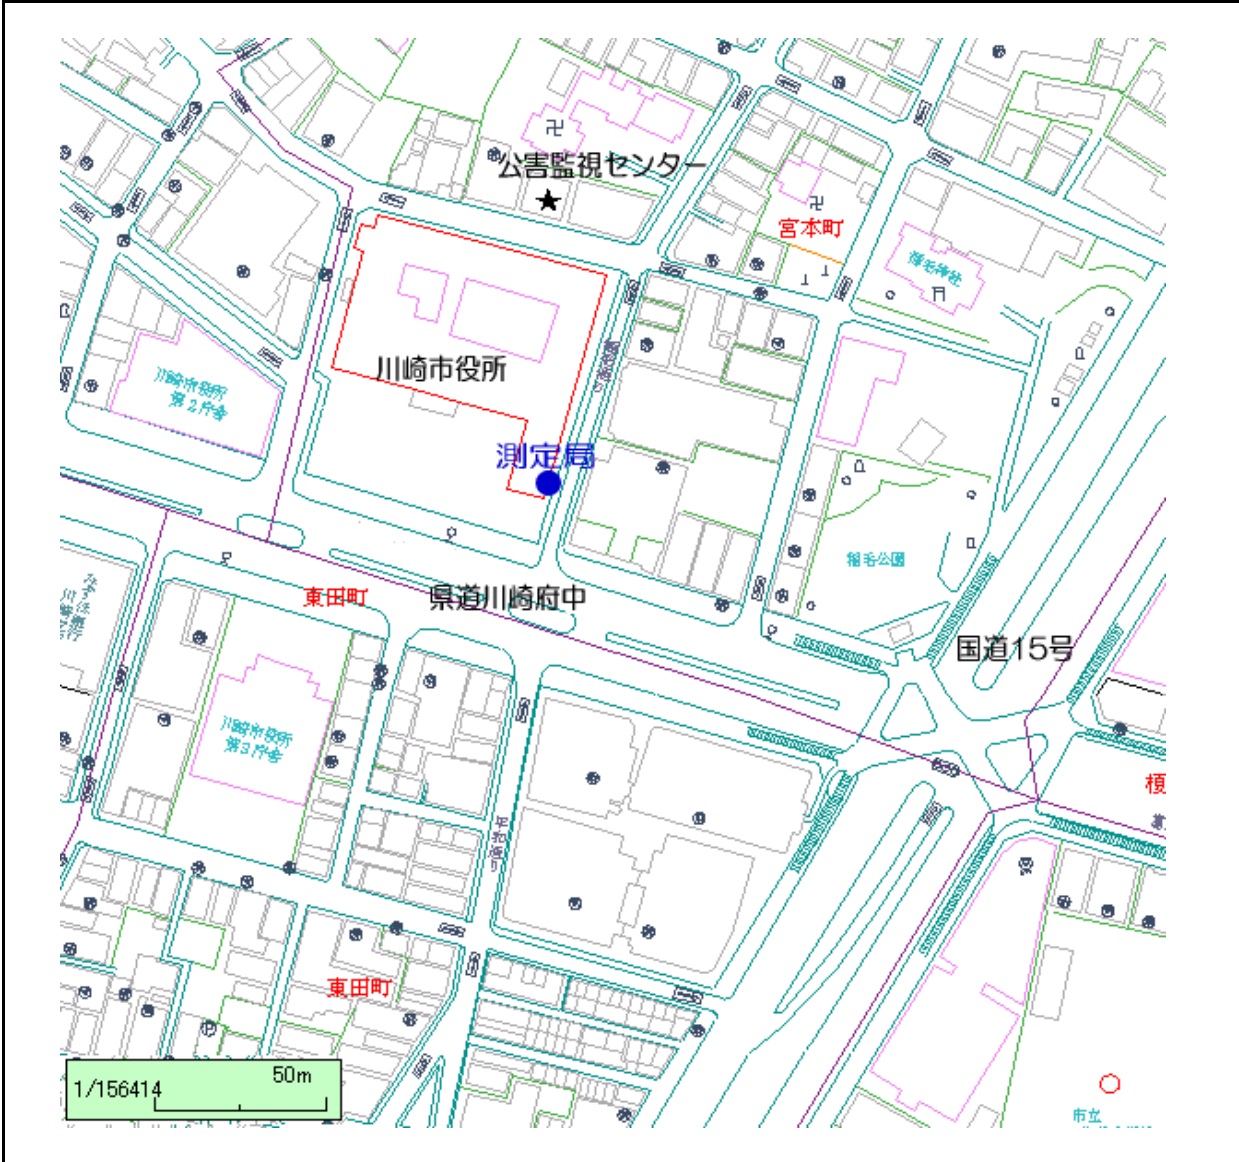 公害監視センター
宮本町
稲毛神社
川崎市役所
川崎市役所
第2庁舎
測定局
稲毛公園
東田町
県道川崎府中
国道15号
川崎市役所
第3庁舎
榎
東田町
50m
1/156414
市立